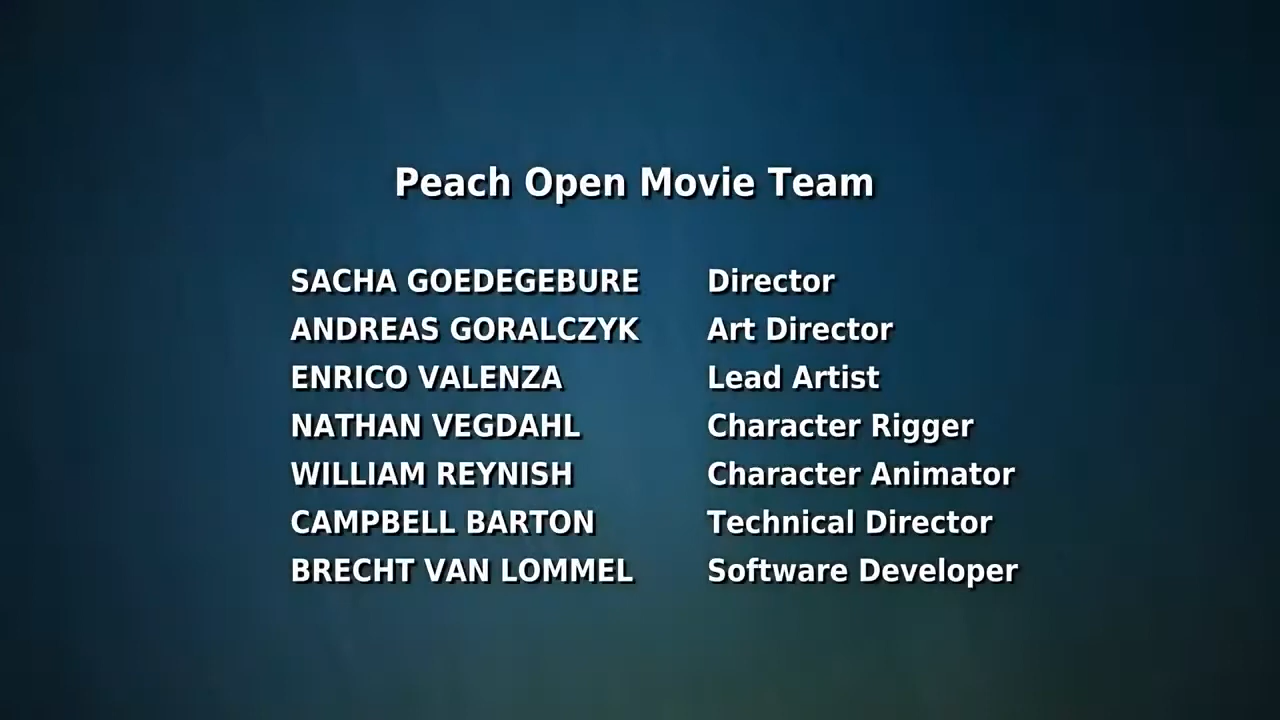 Peach Open Movie Team
SACHA GOEDEGEBURE Director
ANDREAS GORALCZYK Art Director
ENRICO VALENZA Lead Artist
NATHAN VEGDAHL Character Rigger
WILLIAM REYNISH Character Animator
CAMPBELL BARTON Technical Director
BRECHT VAN LOMMEL Software Developer